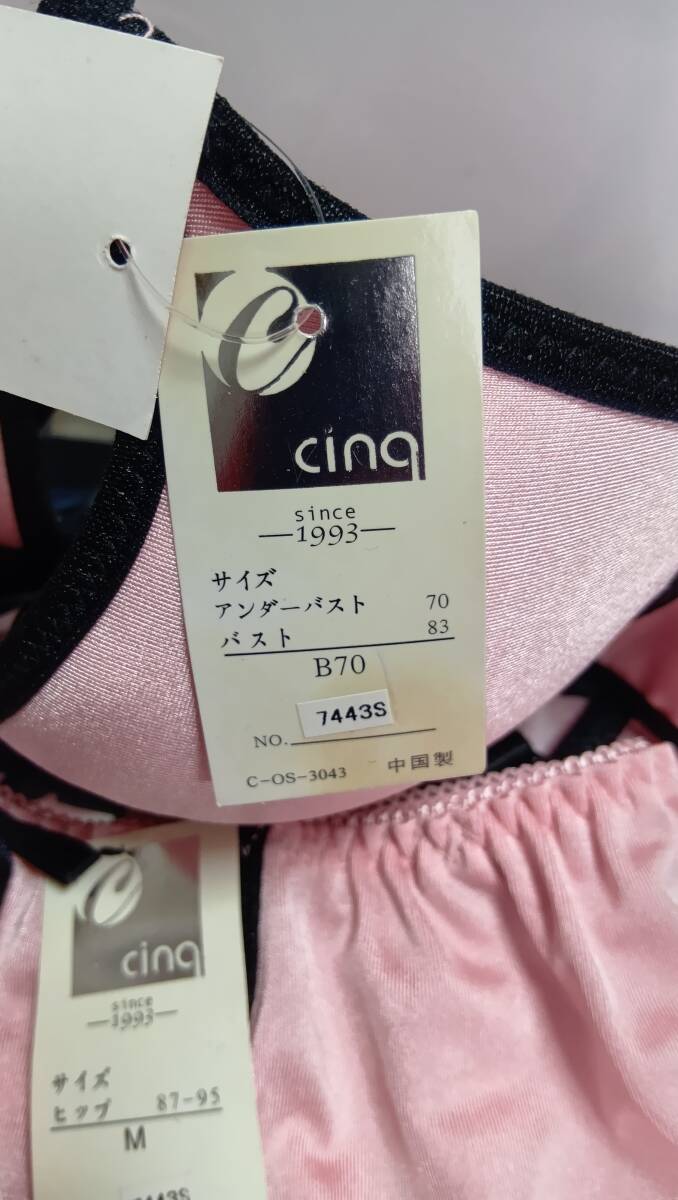 cinq
since
1993
サイズ
アンダーバスト 70
バスト 83
B70
7443S
NO.
C-OS-3043 中国製
cinq
since
1993
サイズ
ヒップ 87-95
M
7443S